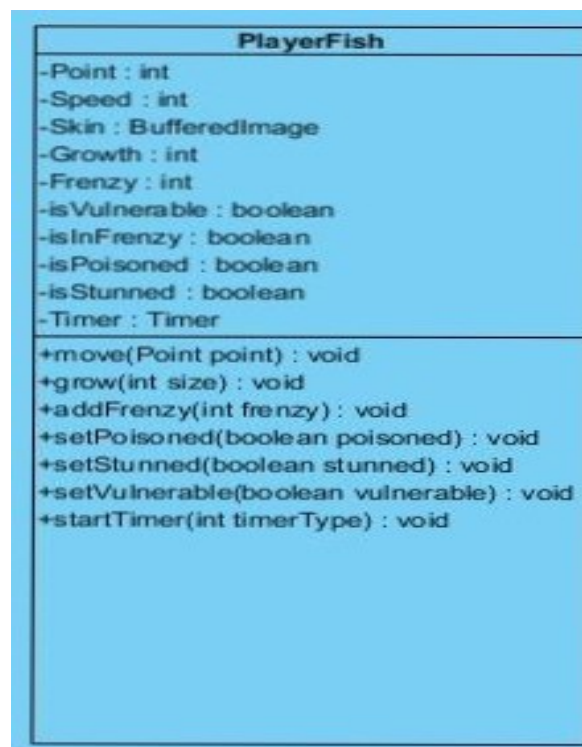 PlayerFish
-Point : int
-Speed : int
-Skin : BufferedImage
-Growth : int
-Frenzy : int
-isVulnerable : boolean
-isInFrenzy : boolean
-isPoisoned : boolean
-isStunned : boolean
-Timer : Timer
+move(Point point) : void
+grow(int size) : void
+addFrenzy(int frenzy) : void
+setPoisoned(boolean poisoned) : void
+setStunned(boolean stunned) : void
+setVulnerable(boolean vulnerable) : void
+startTimer(int timerType) : void